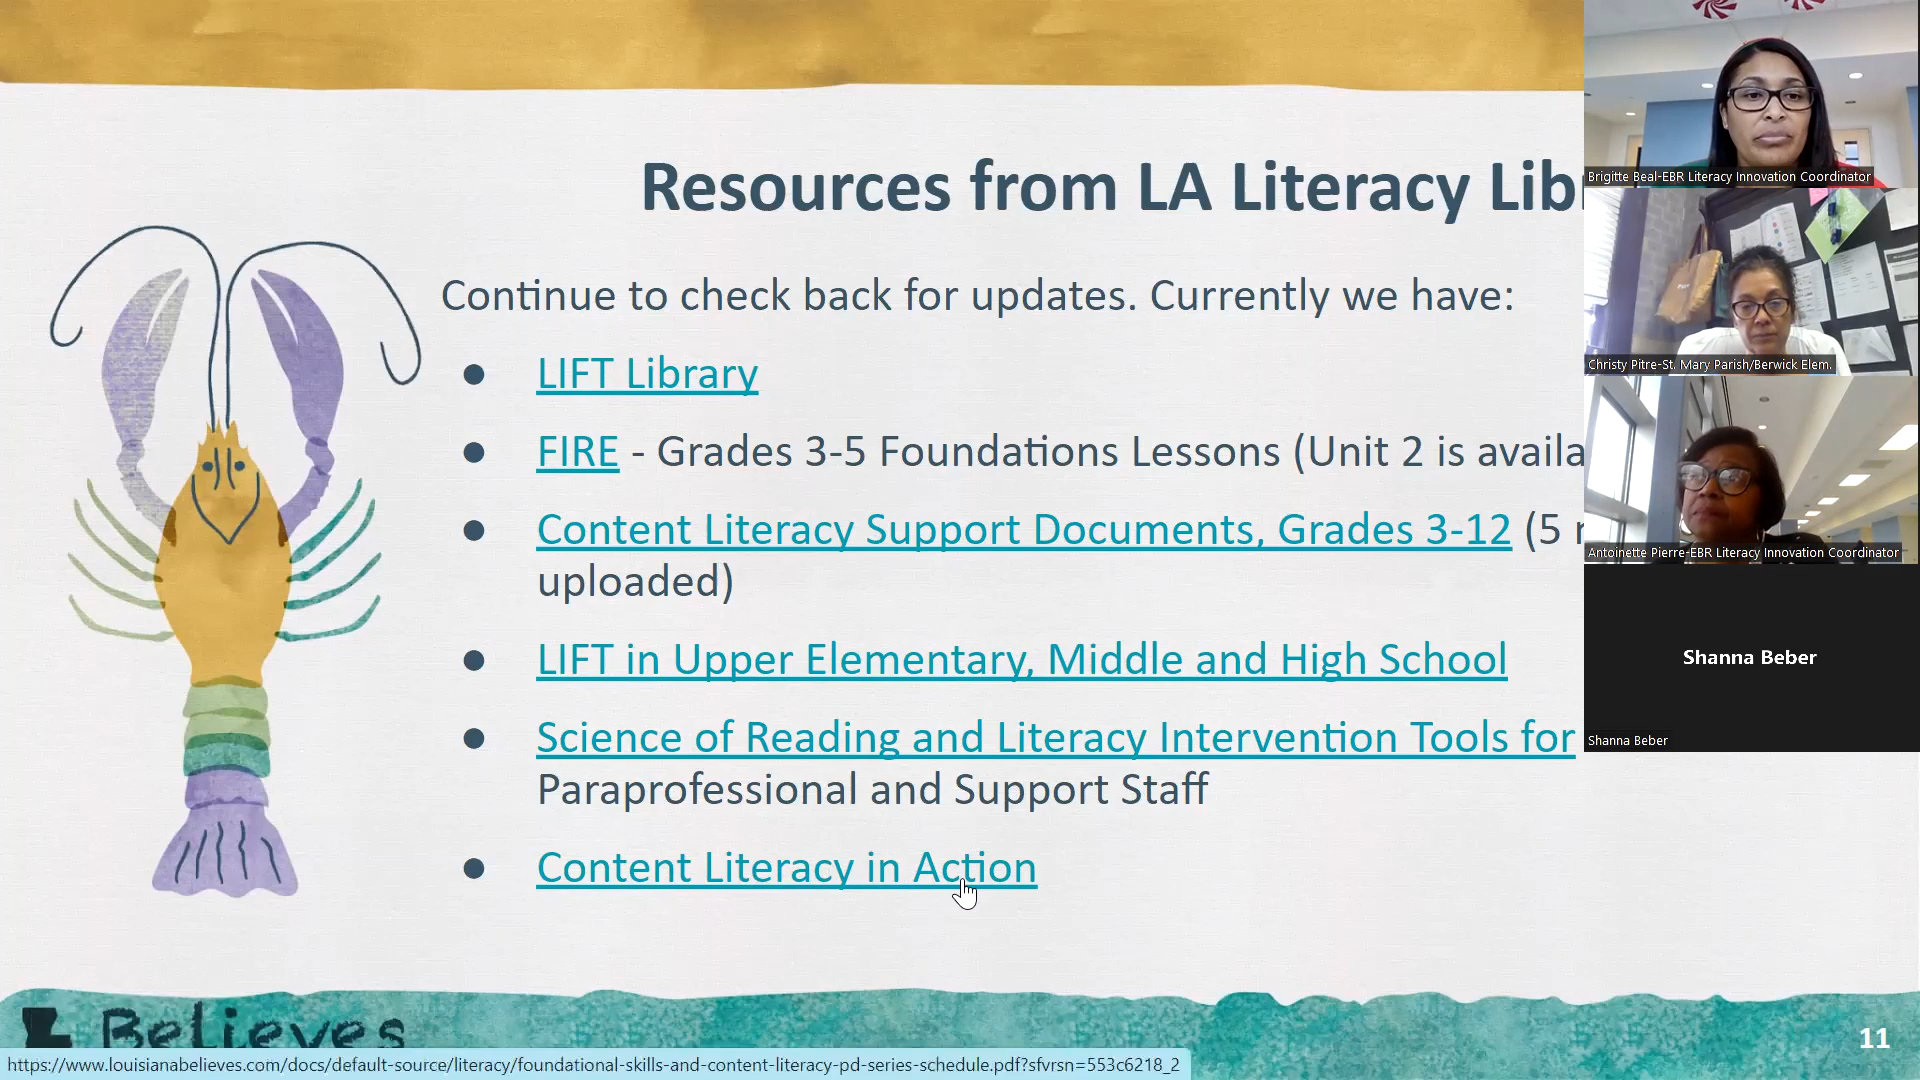 Resources from LA Literacy Lib
Continue to check back for updates. Currently we have:
● LIFT Library
● FIRE - Grades 3-5 Foundations Lessons (Unit 2 is availa
● Content Literacy Support Documents, Grades 3-12 (5
uploaded)
● LIFT in Upper Elementary, Middle and High School
● Science of Reading and Literacy Intervention Tools for
Paraprofessional and Support Staff
● Content Literacy in Action
Believes
11
https://www.louisianabelieves.com/docs/default-source/literacy/foundational-skills-and-content-literacy-pd-series-schedule.pdf?sfvrsn=553c6218_2
Brigitte Beal-EBR Literacy Innovation Coordinator
Christy Pitre-St. Mary Parish/Berwick Elem.
Antoinette Pierre-EBR Literacy Innovation Coordinator
Shanna Beber
Shanna Beber